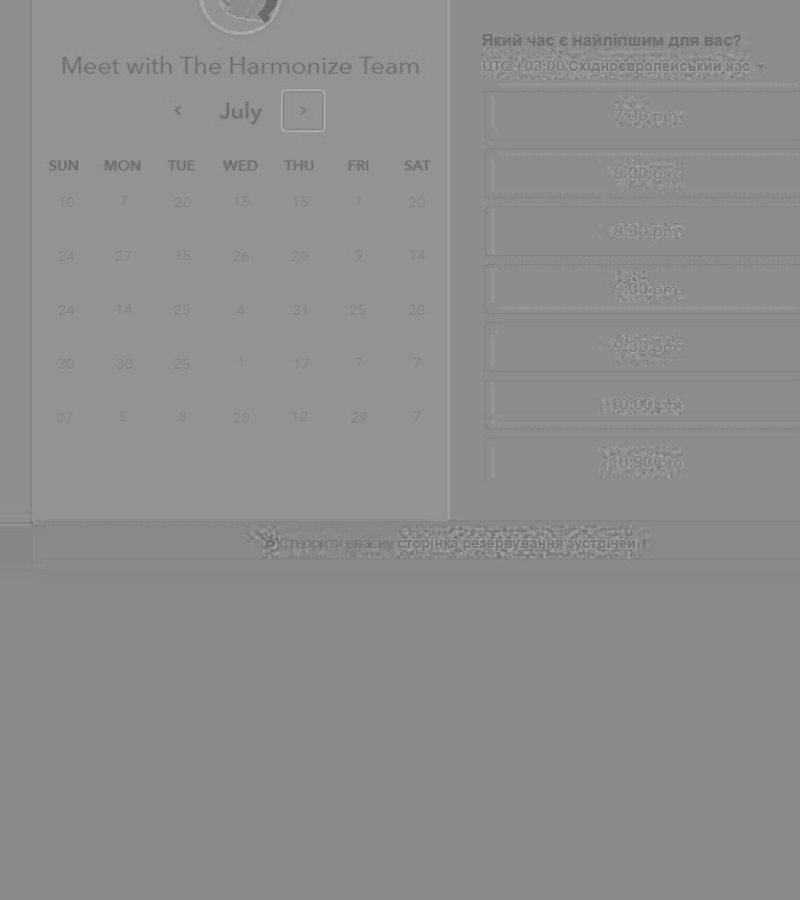 Meet with The Harmonize Team
July
SUN MON TUE WED THU FRI SAT
10 7 20 15 15 1 20
24 27 15 26 20 9 14
24 14 25 4 31 25 28
30 30 25 1 17 7 7
27 5 8 20 12 29 7
Який час є найліпшим для вас?
UTC +03:00 Східноєвропейський час
7:30 pm
8:00 pm
8:30 pm
9:00 pm
9:30 pm
10:00 pm
10:30 pm
Створити власну сторінка резервування зустрічей